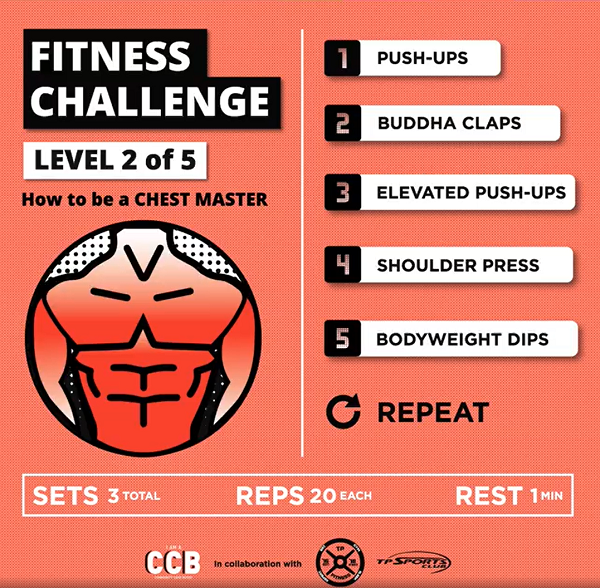 FITNESS
CHALLENGE
LEVEL 2 of 5
How to be a CHEST MASTER
1 PUSH-UPS
2 BUDDHA CLAPS
3 ELEVATED PUSH-UPS
4 SHOULDER PRESS
5 BODYWEIGHT DIPS
REPEAT
SETS 3 TOTAL REPS 20 EACH REST 1 MIN
CCB
In collaboration with
TP
FITNESS
TP SPORTS
CLUB